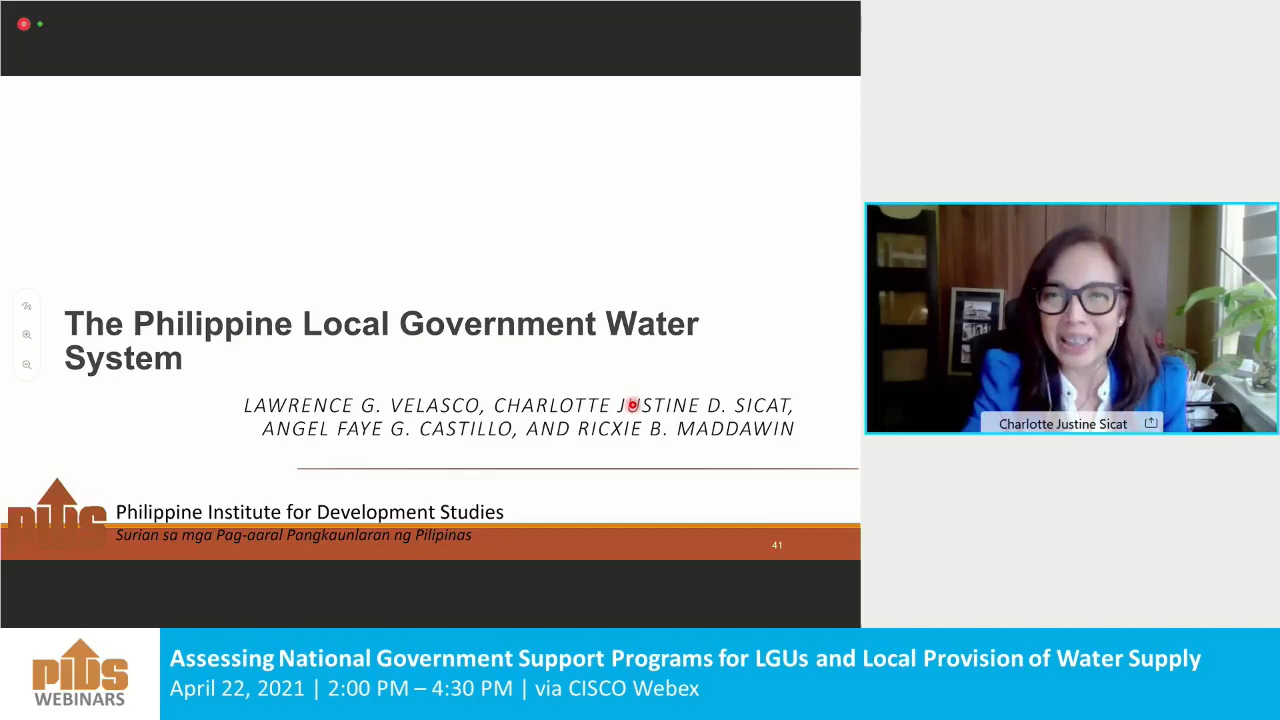 The Philippine Local Government Water
System
LAWRENCE G. VELASCO, CHARLOTTE JUSTINE D. SICAT,
ANGEL FAYE G. CASTILLO, AND RICXIE B. MADDAWIN
PIDS
Philippine Institute for Development Studies
Surian sa mga Pag-aaral Pangkaunlaran ng Pilipinas
41
Charlotte Justine Sicat
PIDS
WEBINARS
Assessing National Government Support Programs for LGUs and Local Provision of Water Supply
April 22, 2021 | 2:00 PM – 4:30 PM | via CISCO Webex